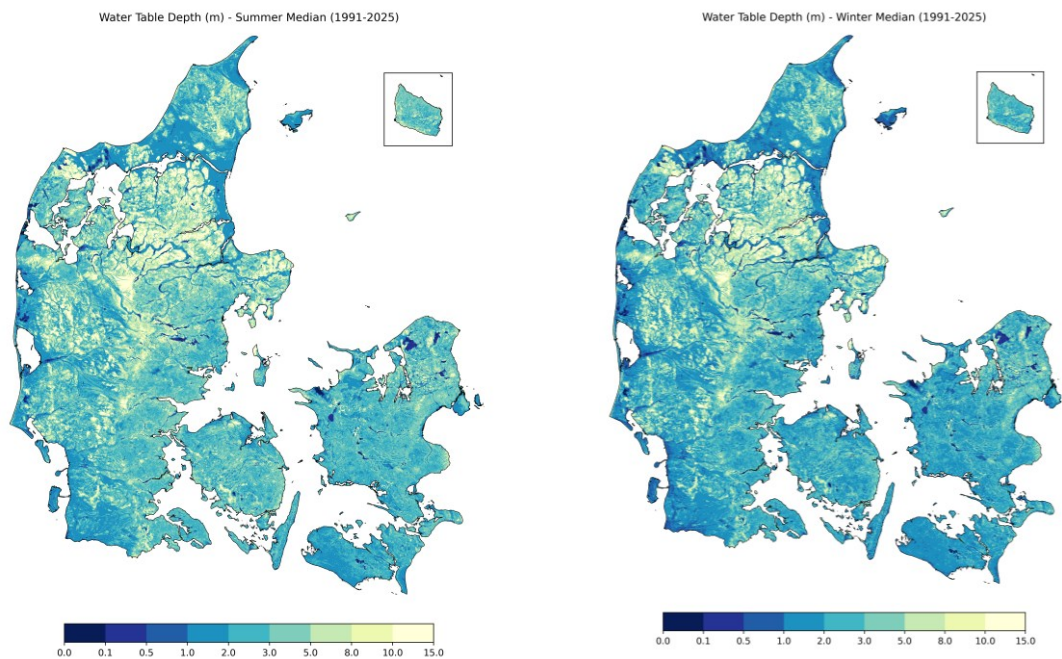 Water Table Depth (m) - Summer Median (1991-2025)
Water Table Depth (m) - Winter Median (1991-2025)
0.0 0.1 0.5 1.0 2.0 3.0 5.0 8.0 10.0 15.0
0.0 0.1 0.5 1.0 2.0 3.0 5.0 8.0 10.0 15.0